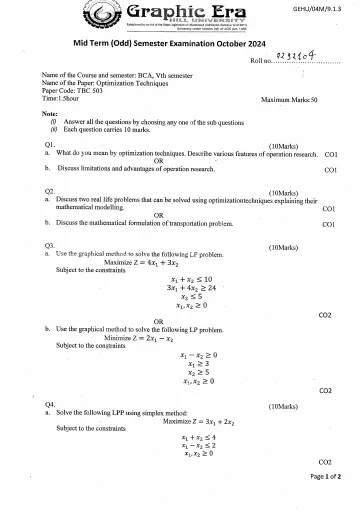 GEHU/04M/9.1.3
Graphic Era
HILL UNIVERSITY
Mid Term (Odd) Semester Examination October 2024
Roll no. 0232104
Name of the Course and semester: BCA, Vth semester
Name of the Paper: Optimization Techniques
Paper Code: TBC 503
Time:1.5hour Maximum Marks:50
Note:
(i) Answer all the questions by choosing any one of the sub questions
(ii) Each question carries 10 marks.
Q1. (10Marks)
a. What do you mean by optimization techniques. Describe various features of operation research. CO1
OR
b. Discuss limitations and advantages of operation research. CO1
Q2. (10Marks)
a. Discuss two real life problems that can be solved using optimizationtechniques explaining their
mathematical modelling. CO1
OR
b. Discuss the mathematical formulation of transportation problem. CO1
Q3. (10Marks)
a. Use the graphical method to solve the following LP problem.
Maximize Z = 4x₁ + 3x₂
Subject to the constraints
x₁ + x₂ ≤ 10
3x₁ + 4x₂ ≥ 24
x₂ ≤ 5
x₁, x₂ ≥ 0
CO2
OR
b. Use the graphical method to solve the following LP problem.
Minimize Z = 2x₁ − x₂
Subject to the constraints
x₁ − x₂ ≥ 0
x₁ ≥ 3
x₂ ≥ 5
x₁, x₂ ≥ 0
CO2
Q4. (10Marks)
a. Solve the following LPP using simplex method:
Maximize Z = 3x₁ + 2x₂
Subject to the constraints
x₁ + x₂ ≤ 4
x₁ − x₂ ≤ 2
x₁, x₂ ≥ 0
CO2
Page 1 of 2